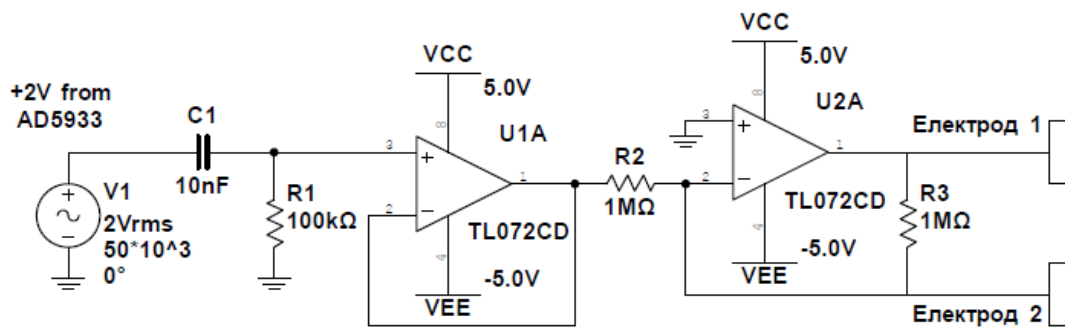 +2V from
AD5933
C1
10nF
V1
2Vrms
50*10^3
0°
R1
100kΩ
VCC
5.0V
U1A
8
3
+
1
2
−
4
TL072CD
-5.0V
VEE
R2
1MΩ
VCC
5.0V
U2A
8
3
+
1
2
−
4
TL072CD
-5.0V
VEE
R3
1MΩ
Електрод 1
Електрод 2